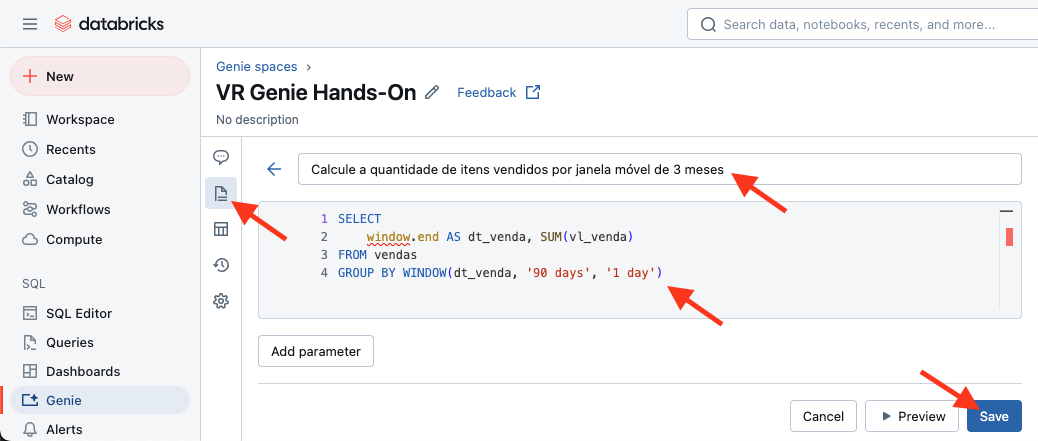 databricks
Search data, notebooks, recents, and more...
New
Workspace
Recents
Catalog
Workflows
Compute
SQL
SQL Editor
Queries
Dashboards
Genie
Alerts
Genie spaces >
VR Genie Hands-On
Feedback
No description
Calcule a quantidade de itens vendidos por janela móvel de 3 meses
1 SELECT
2 window.end AS dt_venda, SUM(vl_venda)
3 FROM vendas
4 GROUP BY WINDOW(dt_venda, '90 days', '1 day')
Add parameter
Cancel
Preview
Save